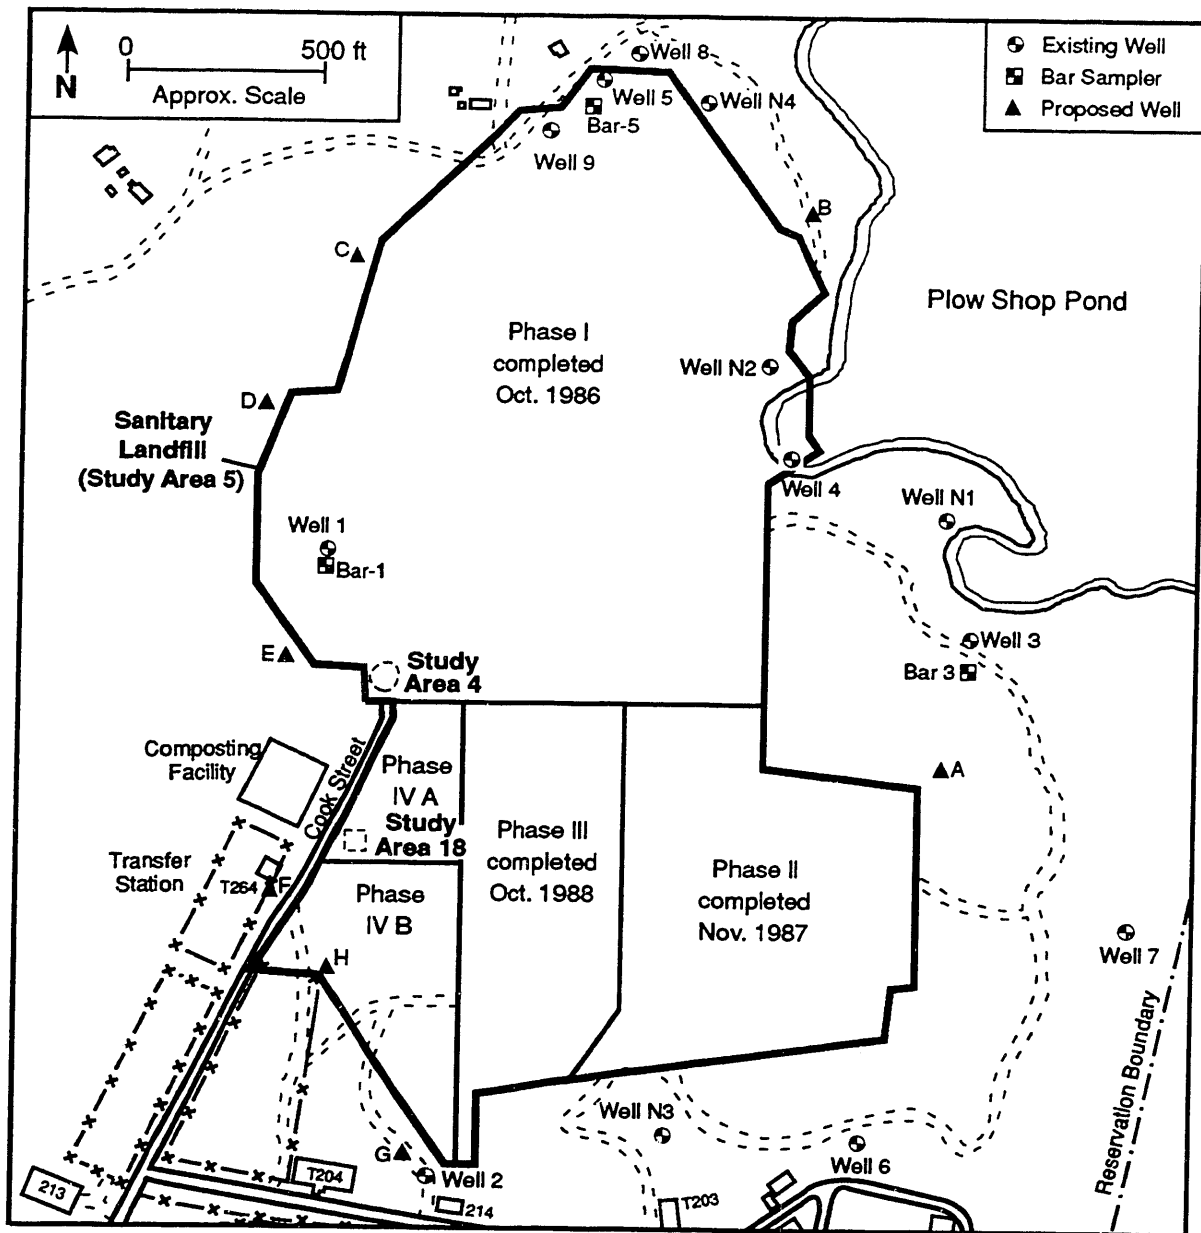 0 500 ft
N
Approx. Scale
Existing Well
Bar Sampler
Proposed Well
Well 8
Well 5
Well N4
Bar-5
Well 9
B
C
Plow Shop Pond
Phase I
completed
Oct. 1986
Well N2
D
Sanitary
Landfill
(Study Area 5)
Well 4
Well N1
Well 1
Bar-1
Well 3
E
Study
Area 4
Bar 3
Composting
Facility
Cook Street
Phase
IV A
A
Study
Area 18
Phase III
completed
Oct. 1988
Transfer
Station
T264
F
Phase II
completed
Nov. 1987
Phase
IV B
Well 7
H
Reservation Boundary
Well N3
Well 6
G
Well 2
T204
213
214
T203